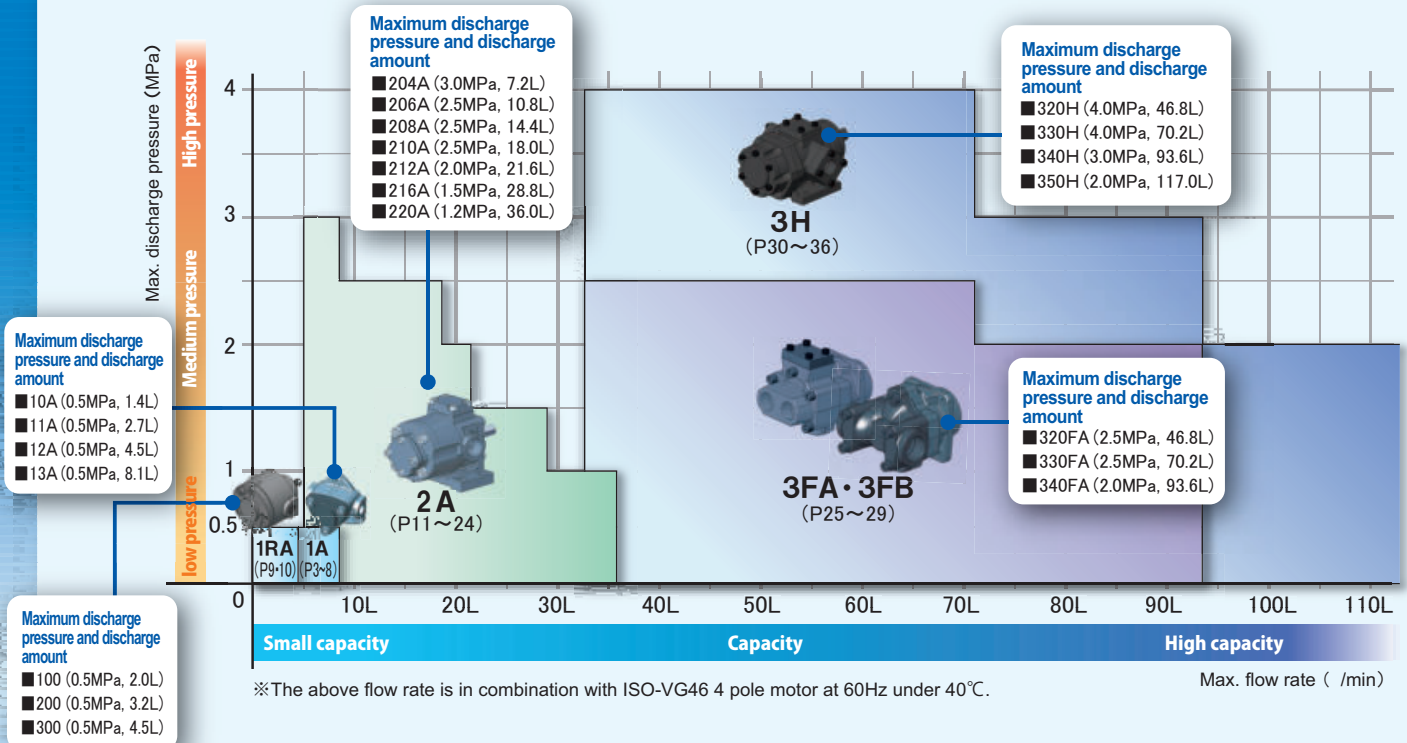 Maximum discharge
pressure and discharge
amount
■204A (3.0MPa, 7.2L)
■206A (2.5MPa, 10.8L)
■208A (2.5MPa, 14.4L)
■210A (2.5MPa, 18.0L)
■212A (2.0MPa, 21.6L)
■216A (1.5MPa, 28.8L)
■220A (1.2MPa, 36.0L)
Maximum discharge
pressure and discharge
amount
■320H (4.0MPa, 46.8L)
■330H (4.0MPa, 70.2L)
■340H (3.0MPa, 93.6L)
■350H (2.0MPa, 117.0L)
Max. discharge pressure (MPa)
High pressure
Medium pressure
low pressure
4
3
2
1
0.5
0
3H
(P30～36)
Maximum discharge
pressure and discharge
amount
■10A (0.5MPa, 1.4L)
■11A (0.5MPa, 2.7L)
■12A (0.5MPa, 4.5L)
■13A (0.5MPa, 8.1L)
Maximum discharge
pressure and discharge
amount
■320FA (2.5MPa, 46.8L)
■330FA (2.5MPa, 70.2L)
■340FA (2.0MPa, 93.6L)
2A
(P11～24)
3FA・3FB
(P25～29)
1RA
(P9・10)
1A
(P3~8)
10L 20L 30L 40L 50L 60L 70L 80L 90L 100L 110L
Small capacity Capacity High capacity
Maximum discharge
pressure and discharge
amount
■100 (0.5MPa, 2.0L)
■200 (0.5MPa, 3.2L)
■300 (0.5MPa, 4.5L)
※The above flow rate is in combination with ISO-VG46 4 pole motor at 60Hz under 40℃.
Max. flow rate ( /min)